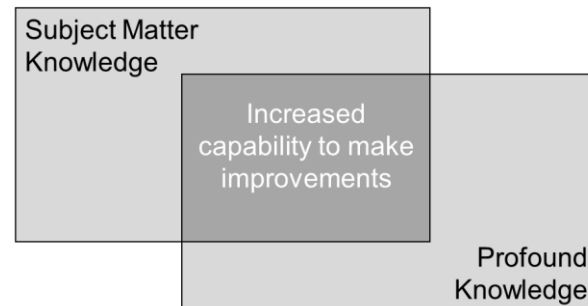 Subject Matter
Knowledge
Increased
capability to make
improvements
Profound
Knowledge